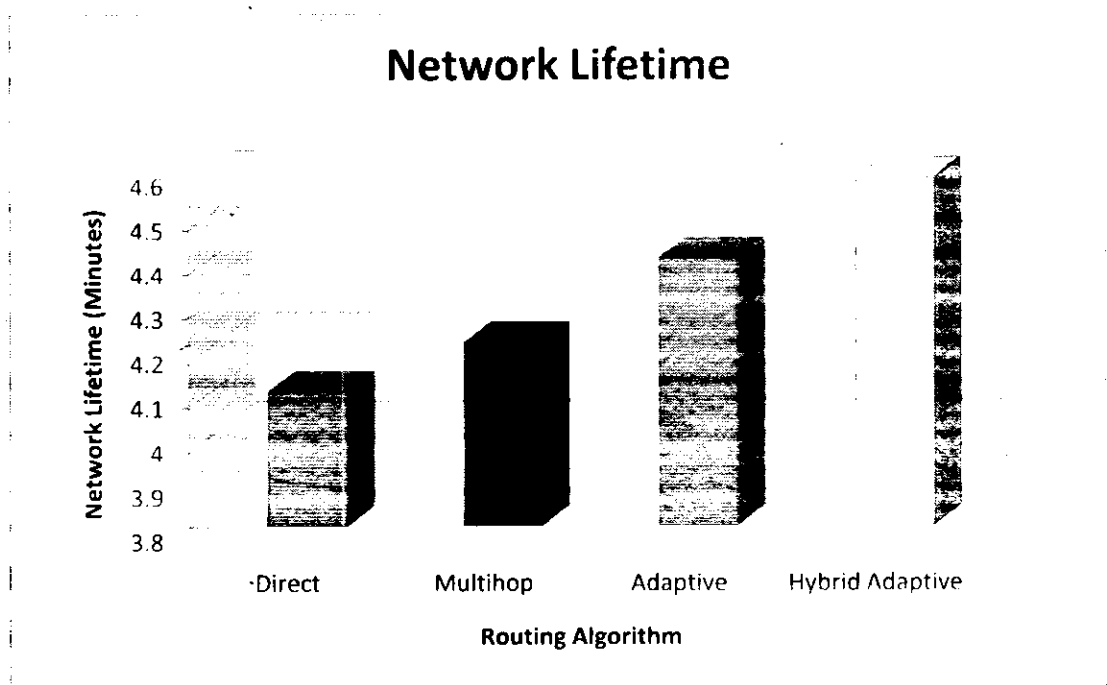 Network Lifetime
Network Lifetime (Minutes)
4.6
4.5
4.4
4.3
4.2
4.1
4
3.9
3.8
Direct Multihop Adaptive Hybrid Adaptive
Routing Algorithm